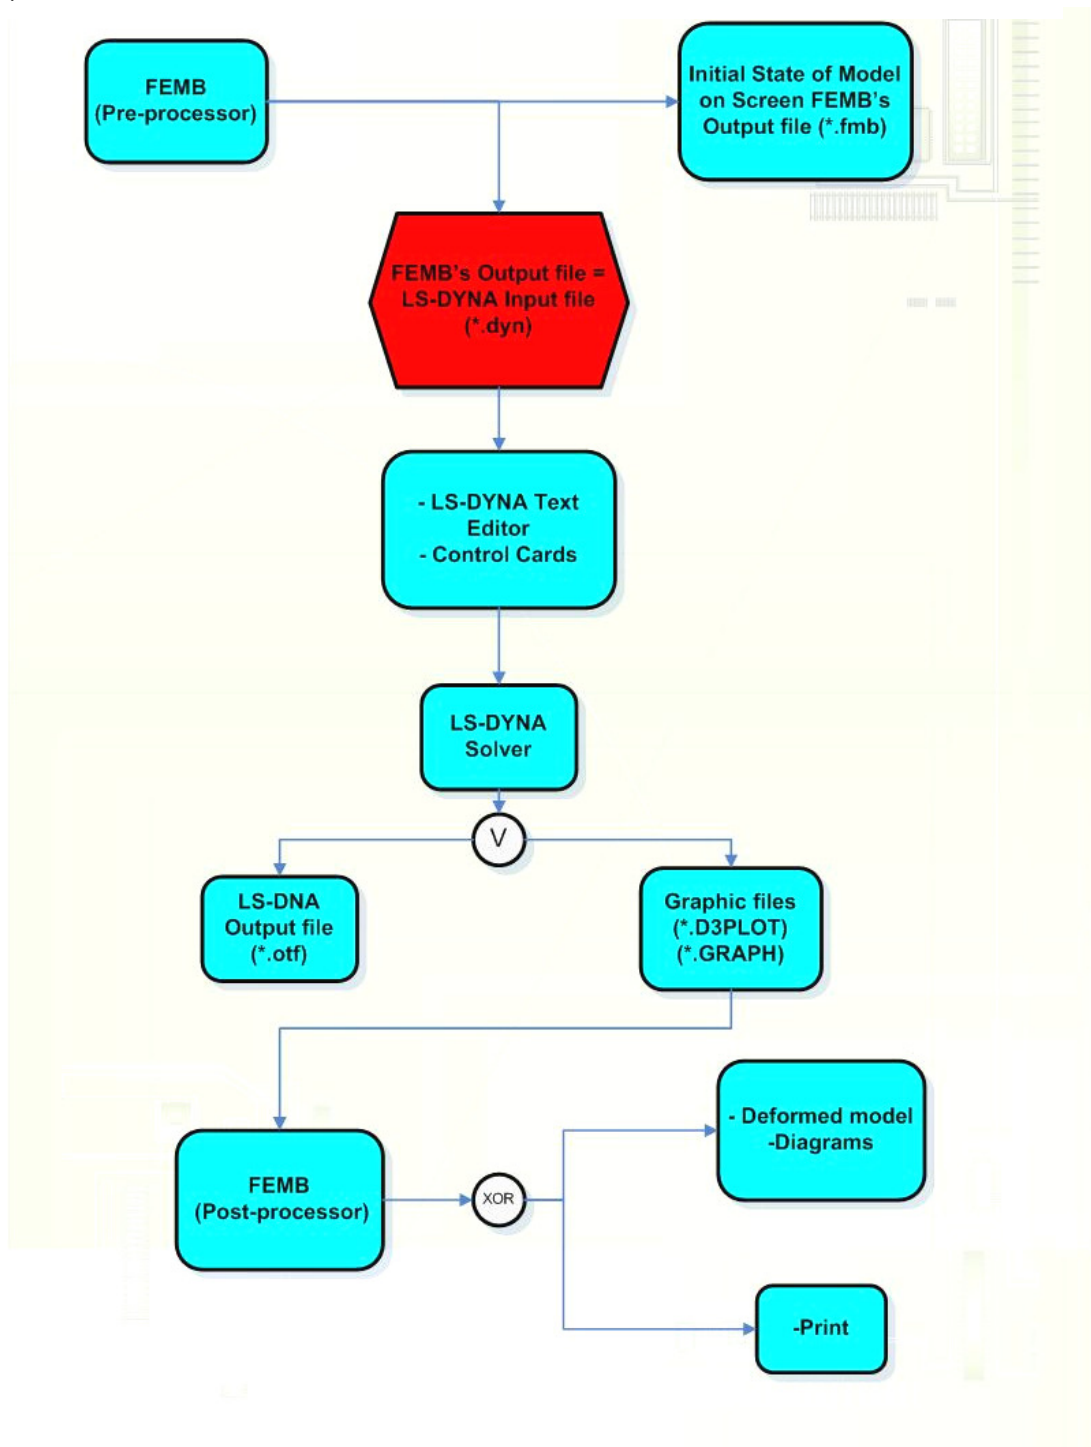 FEMB
(Pre-processor)
Initial State of Model
on Screen FEMB's
Output file (*.fmb)
FEMB's Output file =
LS-DYNA Input file
(*.dyn)
- LS-DYNA Text
Editor
- Control Cards
LS-DYNA
Solver
V
LS-DNA
Output file
(*.otf)
Graphic files
(*.D3PLOT)
(*.GRAPH)
- Deformed model
-Diagrams
FEMB
(Post-processor)
XOR
-Print